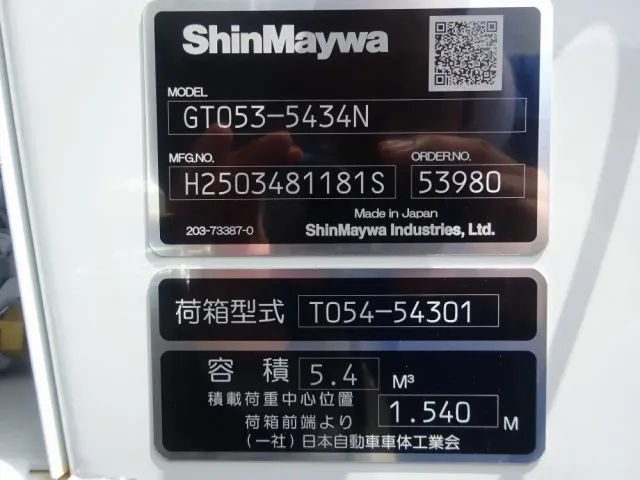 ShinMaywa
MODEL
GT053-5434N
MFG.NO. ORDER.NO.
H2503481181S 53980
Made in Japan
203-73387-0 ShinMaywa Industries, Ltd.
荷箱型式 T054-54301
容積 5.4 M³
積載荷重中心位置
荷箱前端より 1.540 M
(一社)日本自動車車体工業会